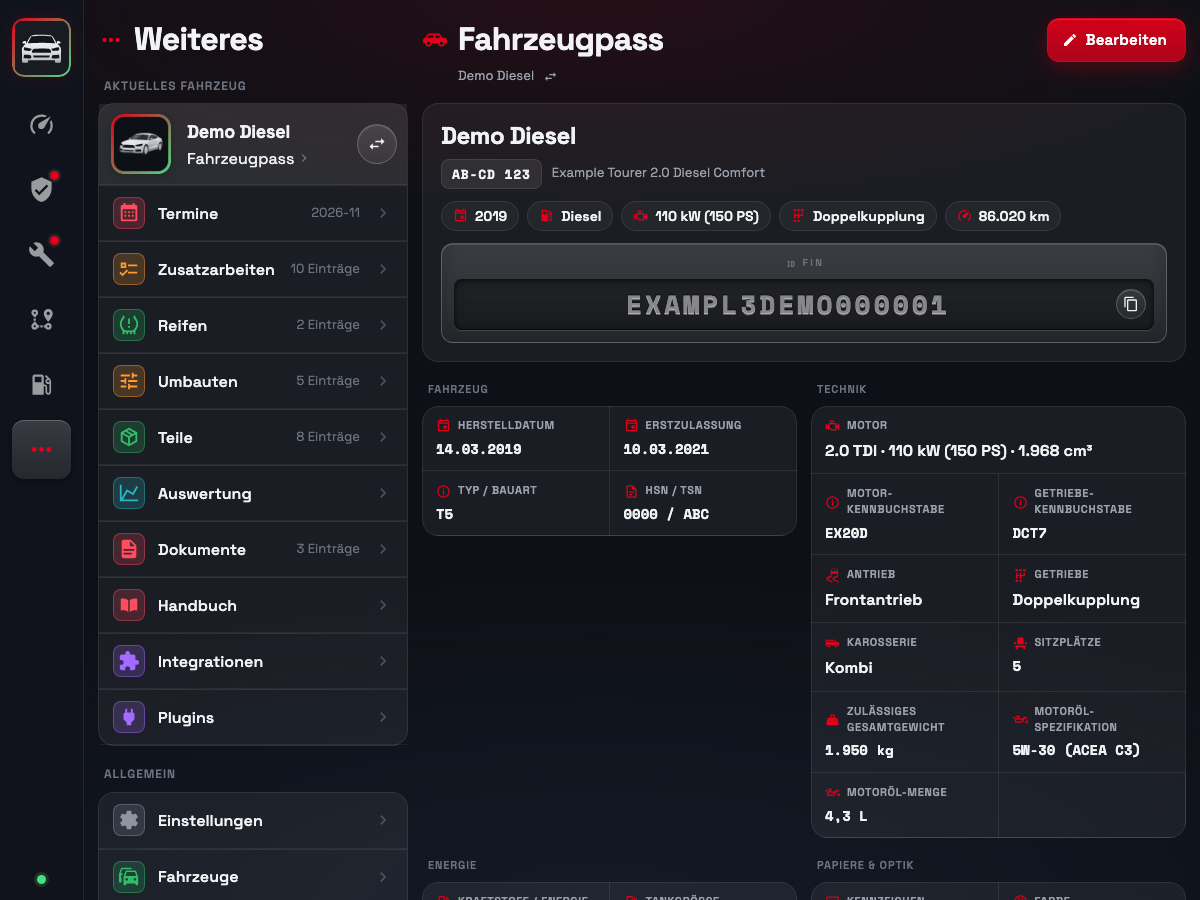 Weiteres
AKTUELLES FAHRZEUG
Demo Diesel
Fahrzeugpass
Termine 2026-11
Zusatzarbeiten 10 Einträge
Reifen 2 Einträge
Umbauten 5 Einträge
Teile 8 Einträge
Auswertung
Dokumente 3 Einträge
Handbuch
Integrationen
Plugins
ALLGEMEIN
Einstellungen
Fahrzeuge
Fahrzeugpass
Demo Diesel
Bearbeiten
Demo Diesel
AB-CD 123 Example Tourer 2.0 Diesel Comfort
2019 Diesel 110 kW (150 PS) Doppelkupplung 86.020 km
ID FIN
EXAMPL3DEMO000001
FAHRZEUG
HERSTELLDATUM
14.03.2019
ERSTZULASSUNG
10.03.2021
TYP / BAUART
T5
HSN / TSN
0000 / ABC
TECHNIK
MOTOR
2.0 TDI · 110 kW (150 PS) · 1.968 cm³
MOTOR-
KENNBUCHSTABE
EX20D
GETRIEBE-
KENNBUCHSTABE
DCT7
ANTRIEB
Frontantrieb
GETRIEBE
Doppelkupplung
KAROSSERIE
Kombi
SITZPLÄTZE
5
ZULÄSSIGES
GESAMTGEWICHT
1.950 kg
MOTORÖL-
SPEZIFIKATION
5W-30 (ACEA C3)
MOTORÖL-MENGE
4,3 L
ENERGIE
KRAFTSTOFF / ENERGIE
TANKGRÖSSE
PAPIERE & OPTIK
KENNZEICHEN
FARBE